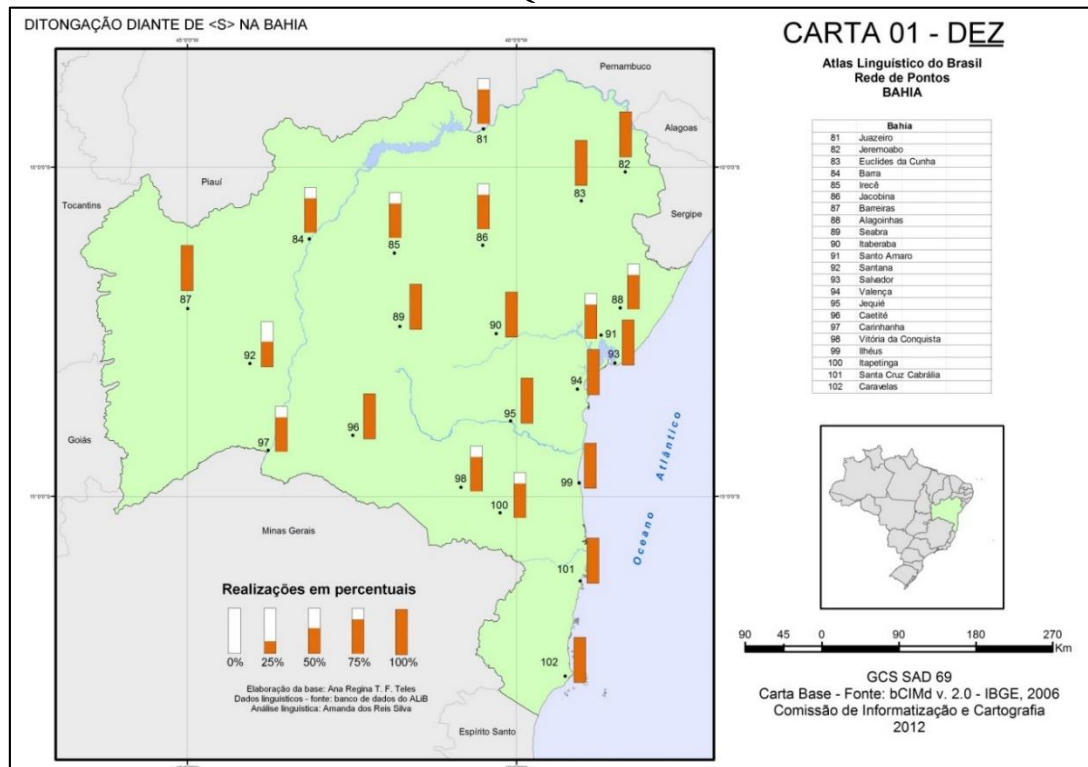 Q
DITONGAÇÃO DIANTE DE <S> NA BAHIA
CARTA 01 - DEZ
Atlas Linguístico do Brasil
Rede de Pontos
BAHIA
Bahia
81 Juazeiro
82 Jeremoabo
83 Euclides da Cunha
84 Barra
85 Irecê
86 Jacobina
87 Barreiras
88 Alagoinhas
89 Seabra
90 Itaberaba
91 Santo Amaro
92 Santana
93 Salvador
94 Valença
95 Jequié
96 Caetité
97 Carinhanha
98 Vitória da Conquista
99 Ilhéus
100 Itapetinga
101 Santa Cruz Cabrália
102 Caravelas
Pernambuco
Alagoas
Piauí
Tocantins
Sergipe
Goiás
Minas Gerais
Espírito Santo
Oceano Atlântico
81
82
83
84
85
86
87
88
89
90
91
92
93
94
95
96
97
98
99
100
101
102
Realizações em percentuais
0% 25% 50% 75% 100%
Elaboração da base: Ana Regina T. F. Teles
Dados linguísticos - fonte: banco de dados do ALiB
Análise linguística: Amanda dos Reis Silva
90 45 0 90 180 270
Km
GCS SAD 69
Carta Base - Fonte: bCIMd v. 2.0 - IBGE, 2006
Comissão de Informatização e Cartografia
2012